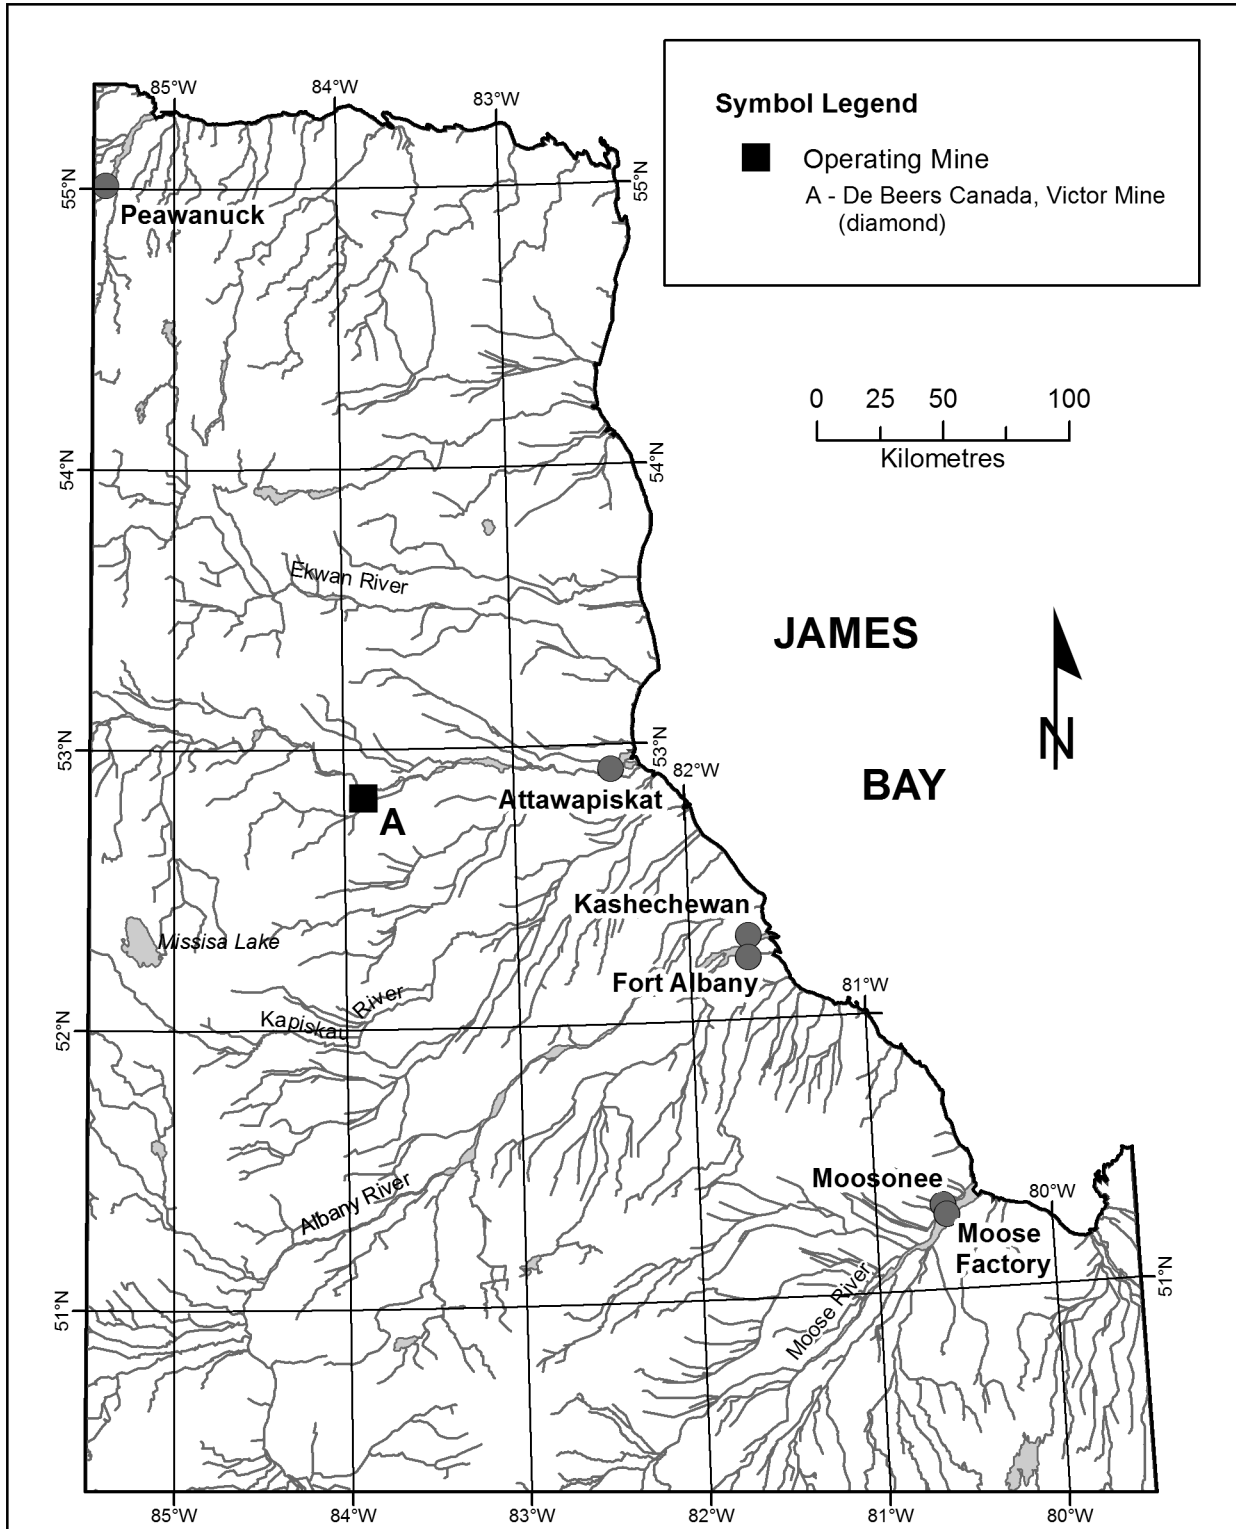 85°W
84°W
83°W
Symbol Legend
Operating Mine
A - De Beers Canada, Victor Mine
(diamond)
55°N
55°N
Peawanuck
0 25 50 100
Kilometres
54°N
54°N
Ekwan River
JAMES
N
53°N
53°N
82°W
BAY
Attawapiskat
A
Kashechewan
Missisa Lake
Fort Albany
81°W
Kapiskau River
52°N
Moosonee
80°W
Albany River
Moose
Factory
51°N
51°N
Moose River
85°W
84°W
83°W
82°W
81°W
80°W